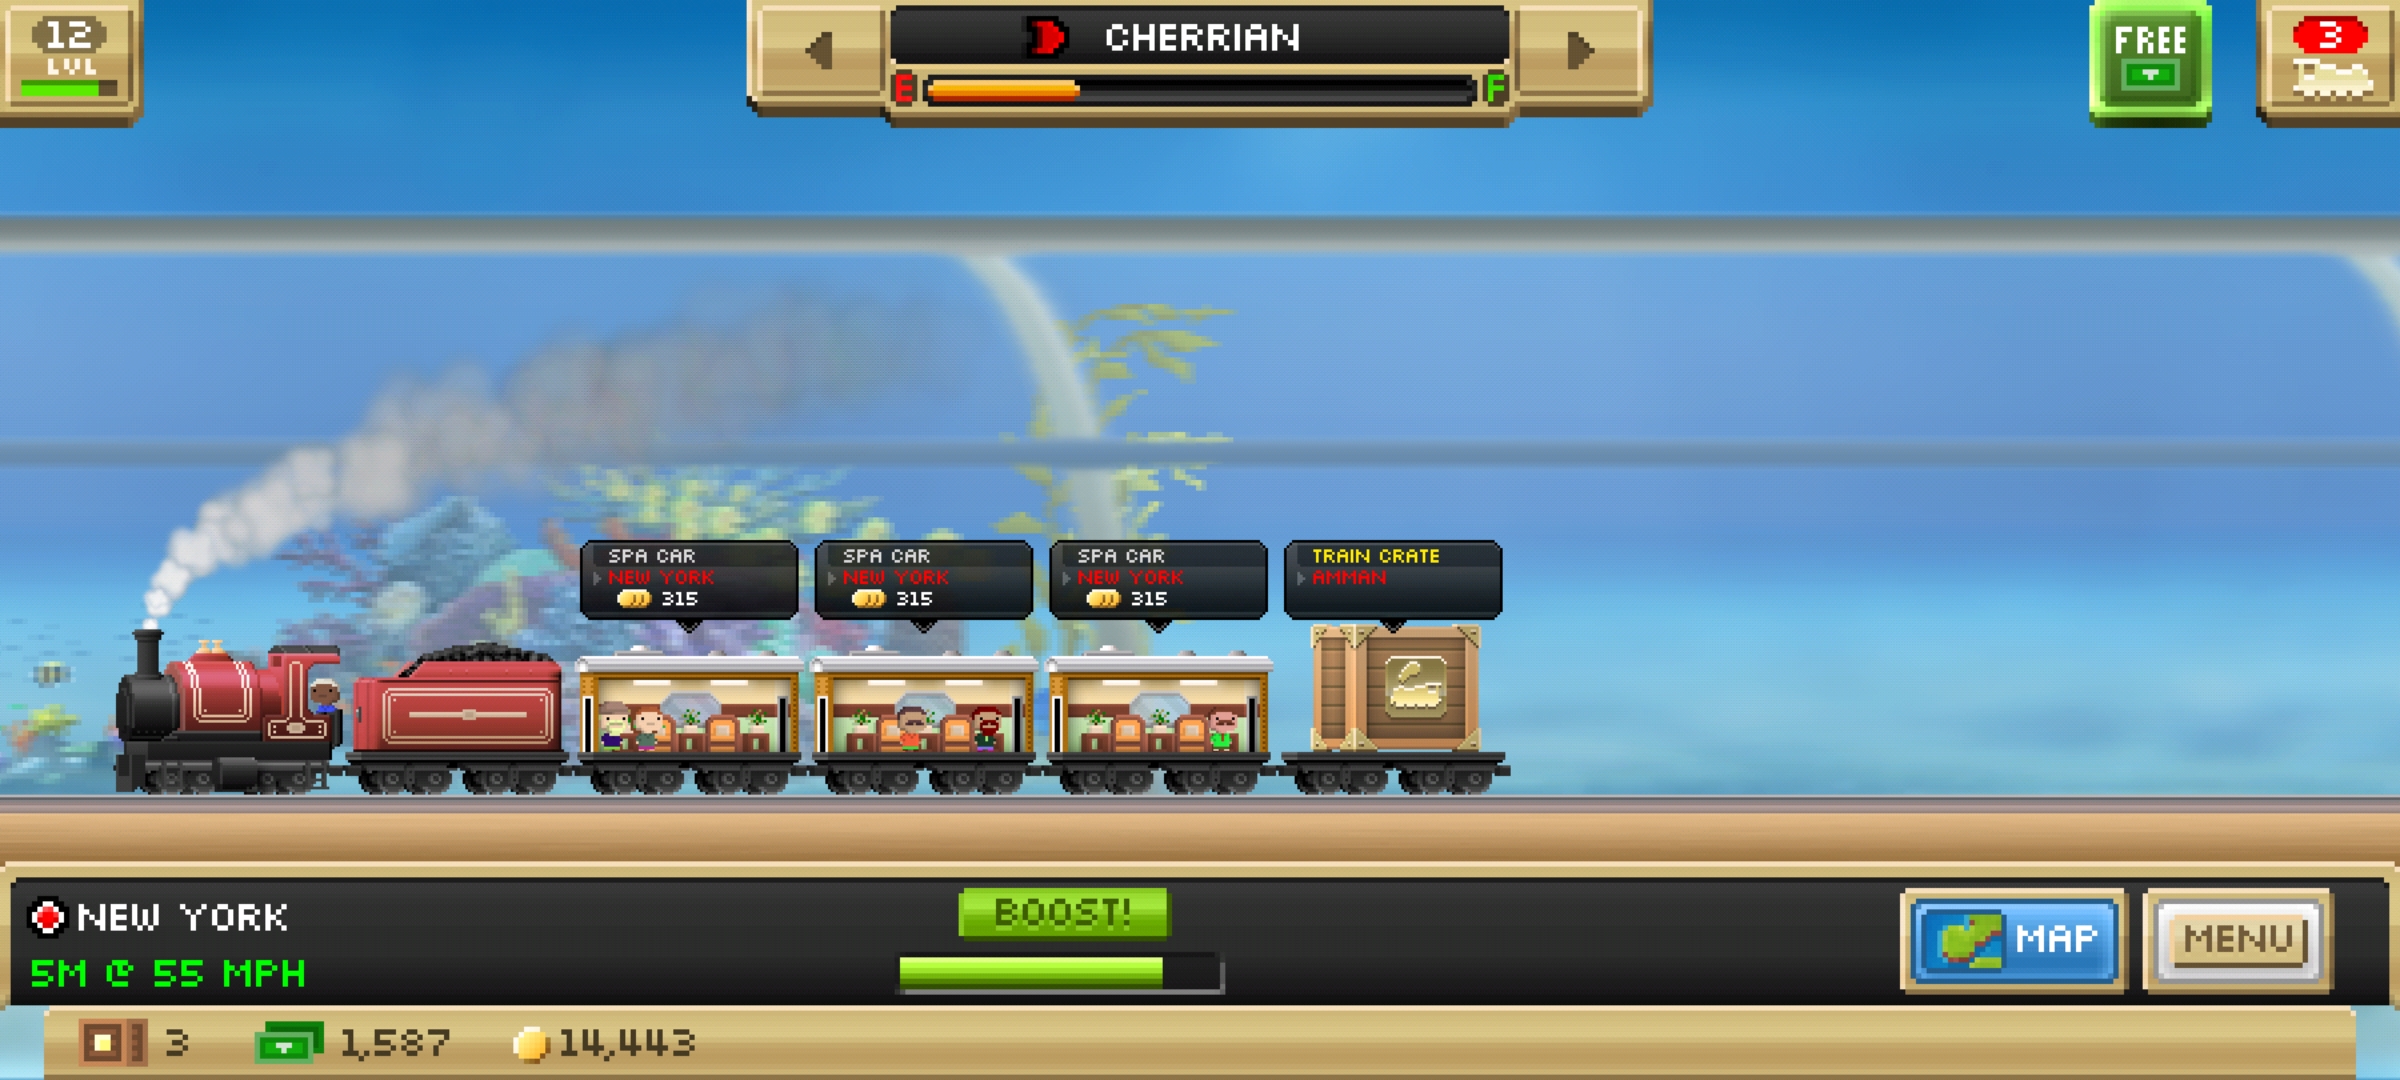 12
LVL
CHERRIAN
E F
FREE
3
SPA CAR
NEW YORK
315
SPA CAR
NEW YORK
315
SPA CAR
NEW YORK
315
TRAIN CRATE
AMMAN
NEW YORK
5M @ 55 MPH
BOOST!
MAP
MENU
3
1,587
14,443